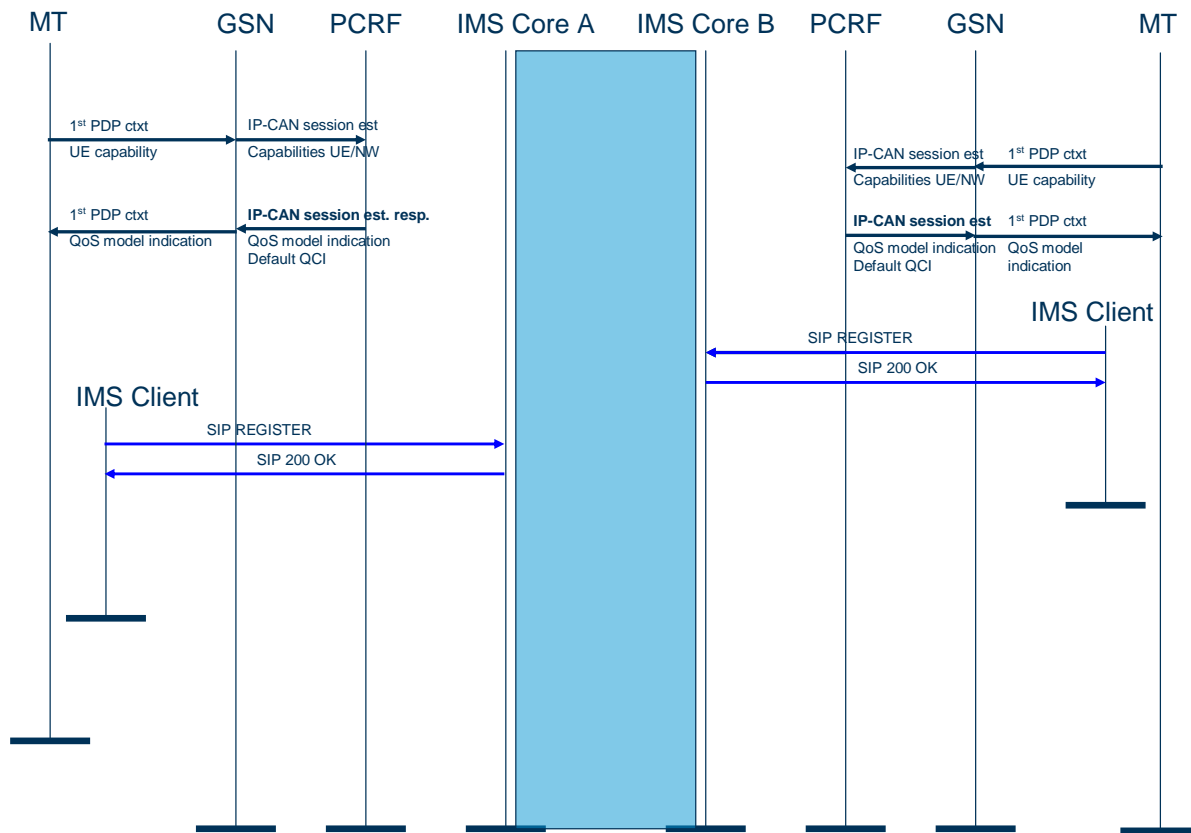 MT
GSN
PCRF
IMS Core A
IMS Core B
PCRF
GSN
MT
1st PDP ctxt
IP-CAN session est
UE capability
Capabilities UE/NW
IP-CAN session est
1st PDP ctxt
Capabilities UE/NW
UE capability
1st PDP ctxt
IP-CAN session est. resp.
QoS model indication
QoS model indication
Default QCI
IP-CAN session est
1st PDP ctxt
QoS model indication
Default QCI
QoS model
indication
IMS Client
SIP REGISTER
SIP 200 OK
IMS Client
SIP REGISTER
SIP 200 OK